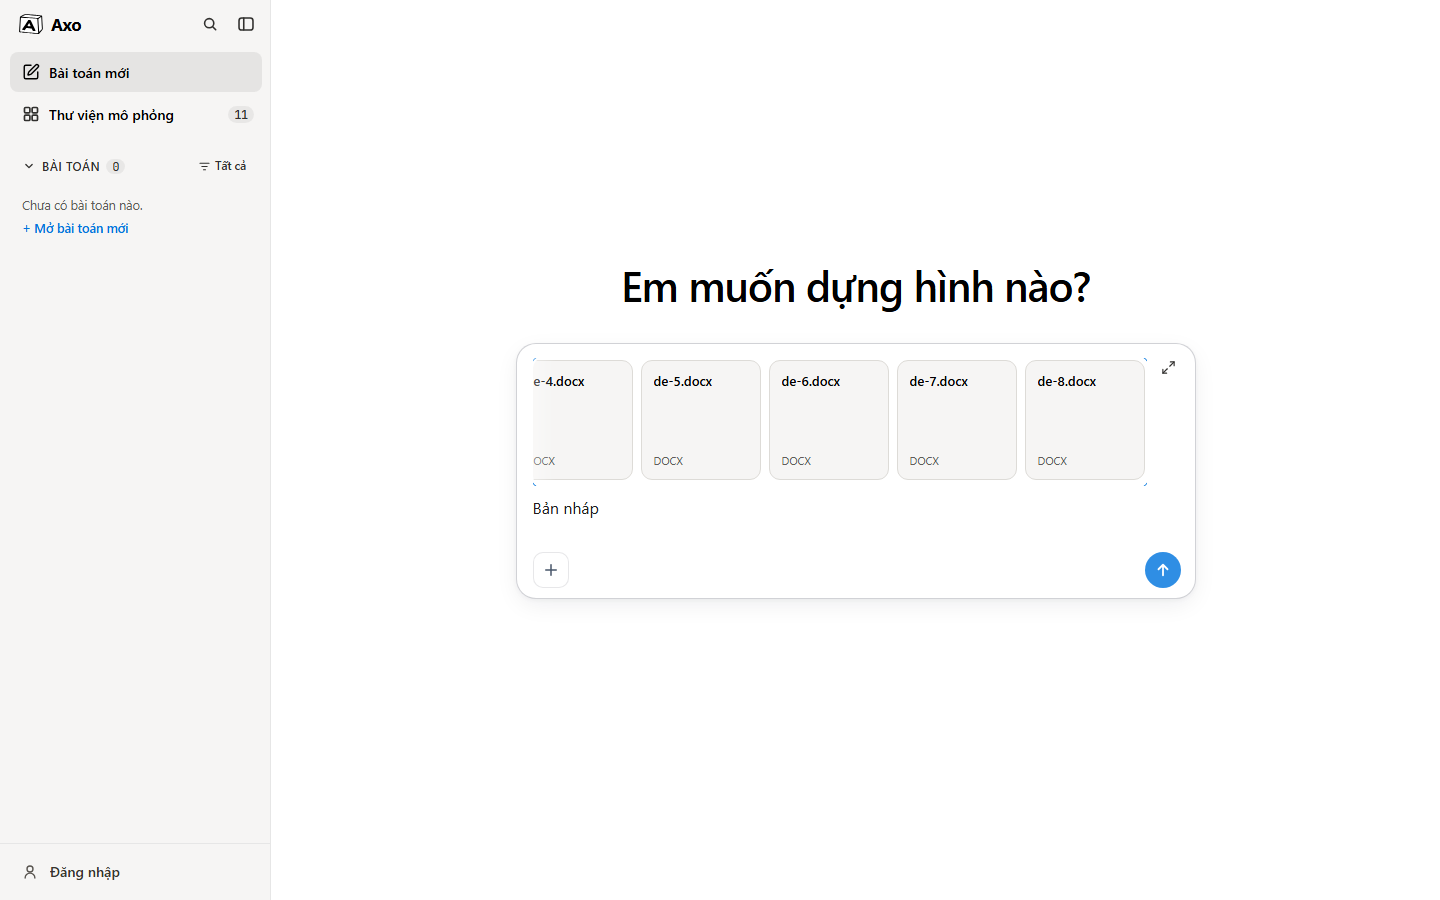 Axo
Bài toán mới
Thư viện mô phỏng 11
BÀI TOÁN 0 Tất cả
Chưa có bài toán nào.
+ Mở bài toán mới
Đăng nhập
Em muốn dựng hình nào?
e-4.docx de-5.docx de-6.docx de-7.docx de-8.docx
OCX DOCX DOCX DOCX DOCX
Bản nháp